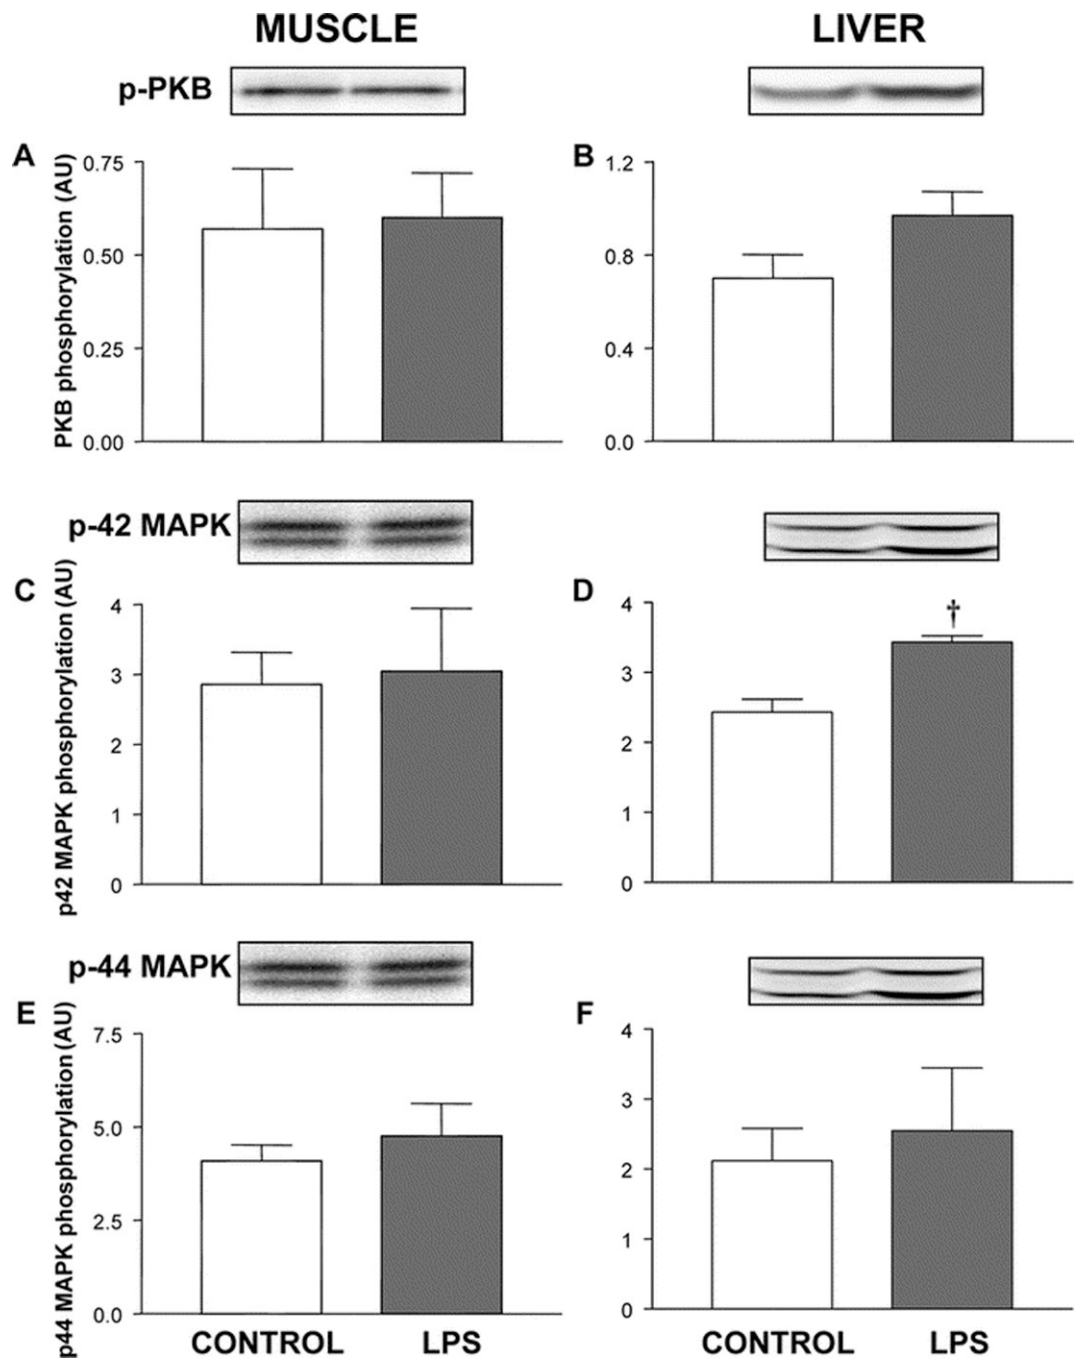 MUSCLE LIVER
p-PKB
A B
PKB phosphorylation (AU)
0.75
0.50
0.25
0.00
1.2
0.8
0.4
0.0
p-42 MAPK
C D
p42 MAPK phosphorylation (AU)
4
3
2
1
0
†
4
3
2
1
0
p-44 MAPK
E F
p44 MAPK phosphorylation (AU)
7.5
5.0
2.5
0.0
4
3
2
1
0
CONTROL LPS CONTROL LPS